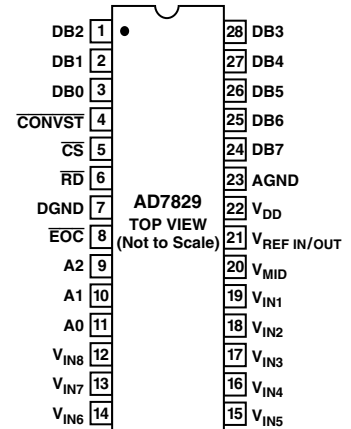 DB2 1
DB1 2
DB0 3
CONVST 4
CS 5
RD 6
DGND 7
EOC 8
A2 9
A1 10
A0 11
VIN8 12
VIN7 13
VIN6 14
AD7829
TOP VIEW
(Not to Scale)
28 DB3
27 DB4
26 DB5
25 DB6
24 DB7
23 AGND
22 VDD
21 VREF IN/OUT
20 VMID
19 VIN1
18 VIN2
17 VIN3
16 VIN4
15 VIN5